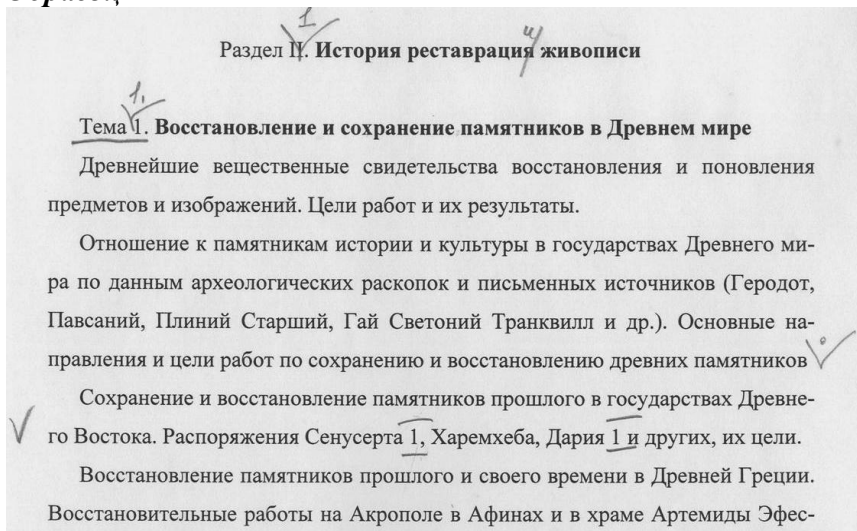 Образец
1
и
Раздел II. История реставрация живописи
1.
Тема 1. Восстановление и сохранение памятников в Древнем мире
Древнейшие вещественные свидетельства восстановления и поновления
предметов и изображений. Цели работ и их результаты.
Отношение к памятникам истории и культуры в государствах Древнего ми-
ра по данным археологических раскопок и письменных источников (Геродот,
Павсаний, Плиний Старший, Гай Светоний Транквилл и др.). Основные на-
правления и цели работ по сохранению и восстановлению древних памятников
Сохранение и восстановление памятников прошлого в государствах Древне-
го Востока. Распоряжения Сенусерта 1, Харемхеба, Дария 1 и других, их цели.
Восстановление памятников прошлого и своего времени в Древней Греции.
Восстановительные работы на Акрополе в Афинах и в храме Артемиды Эфес-